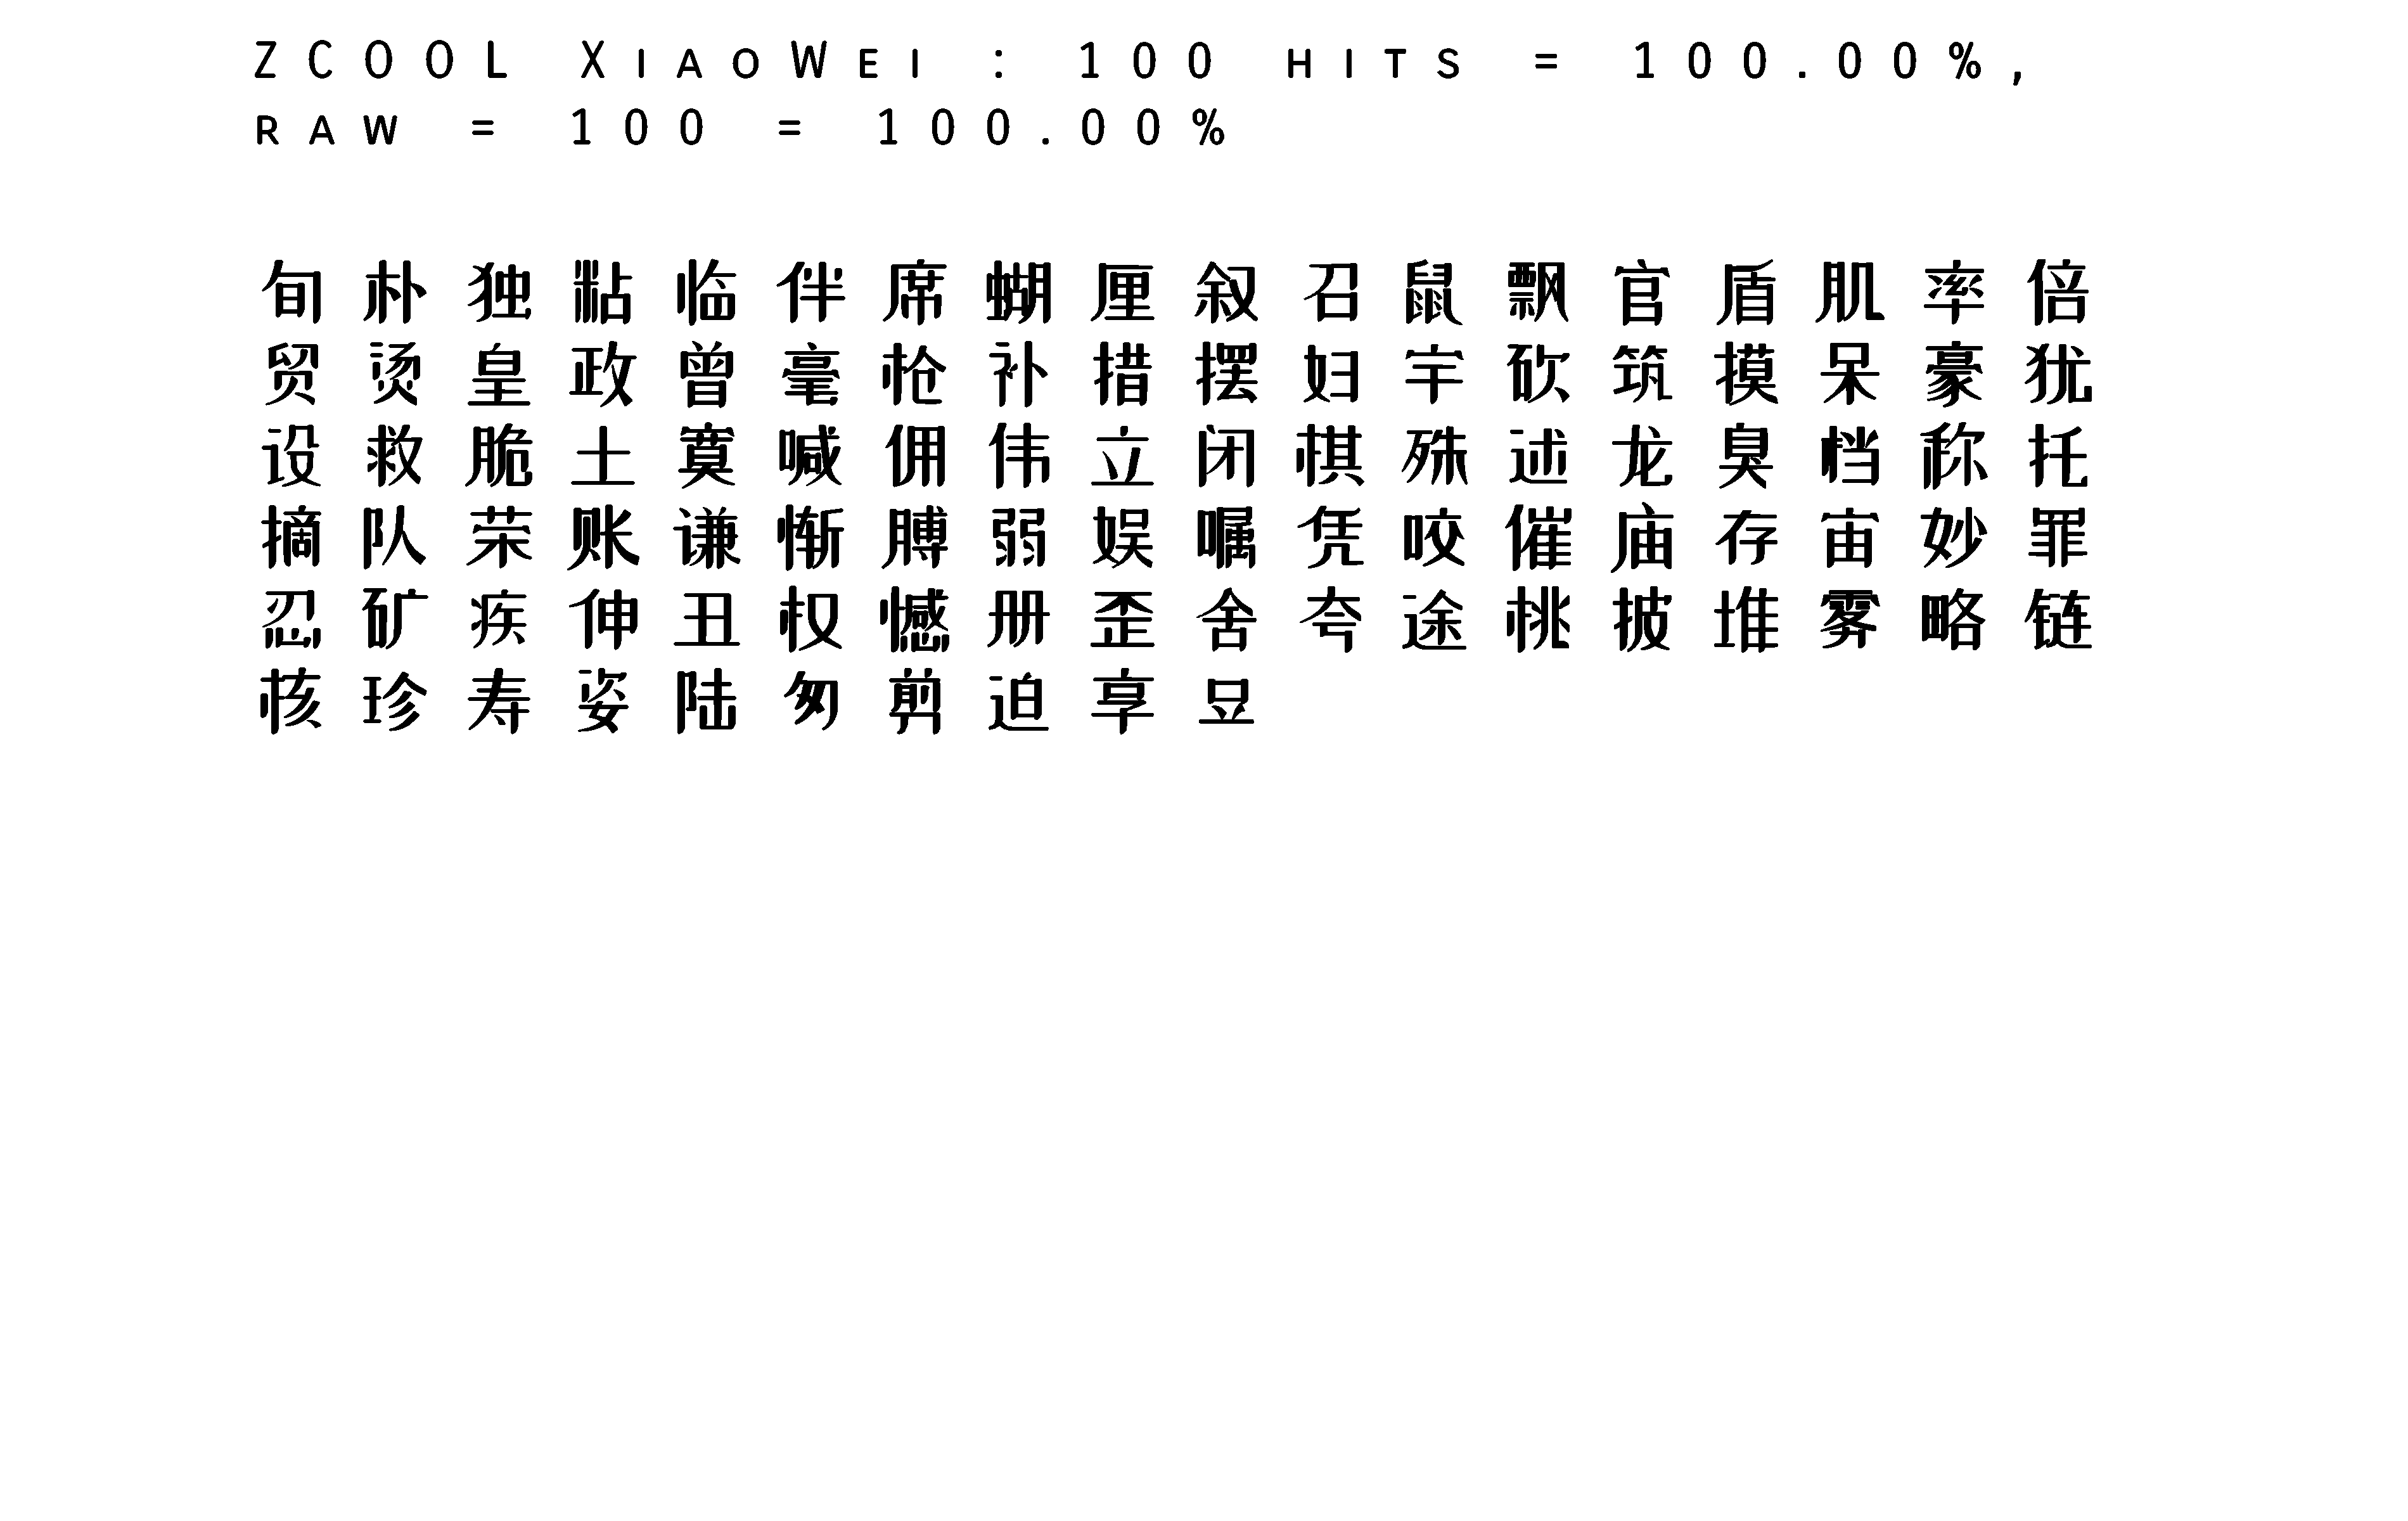 ZCOOL XiaoWei : 100 hits = 100.00%,
raw = 100 = 100.00%
旬朴独粘临伴席蝴厘叙召鼠飘官盾肌率倍
贸烫皇政曾毫枪补措摆妇宇砍筑摸呆豪犹
设救脆土寞喊佣伟立闭棋殊述龙臭档称托
摘队荣账谦惭膊弱娱嘱凭咬催庙存宙妙罪
忍矿疾伸丑权憾册歪舍夸途桃披堆雾略链
核珍寿姿陆匆剪迫享豆